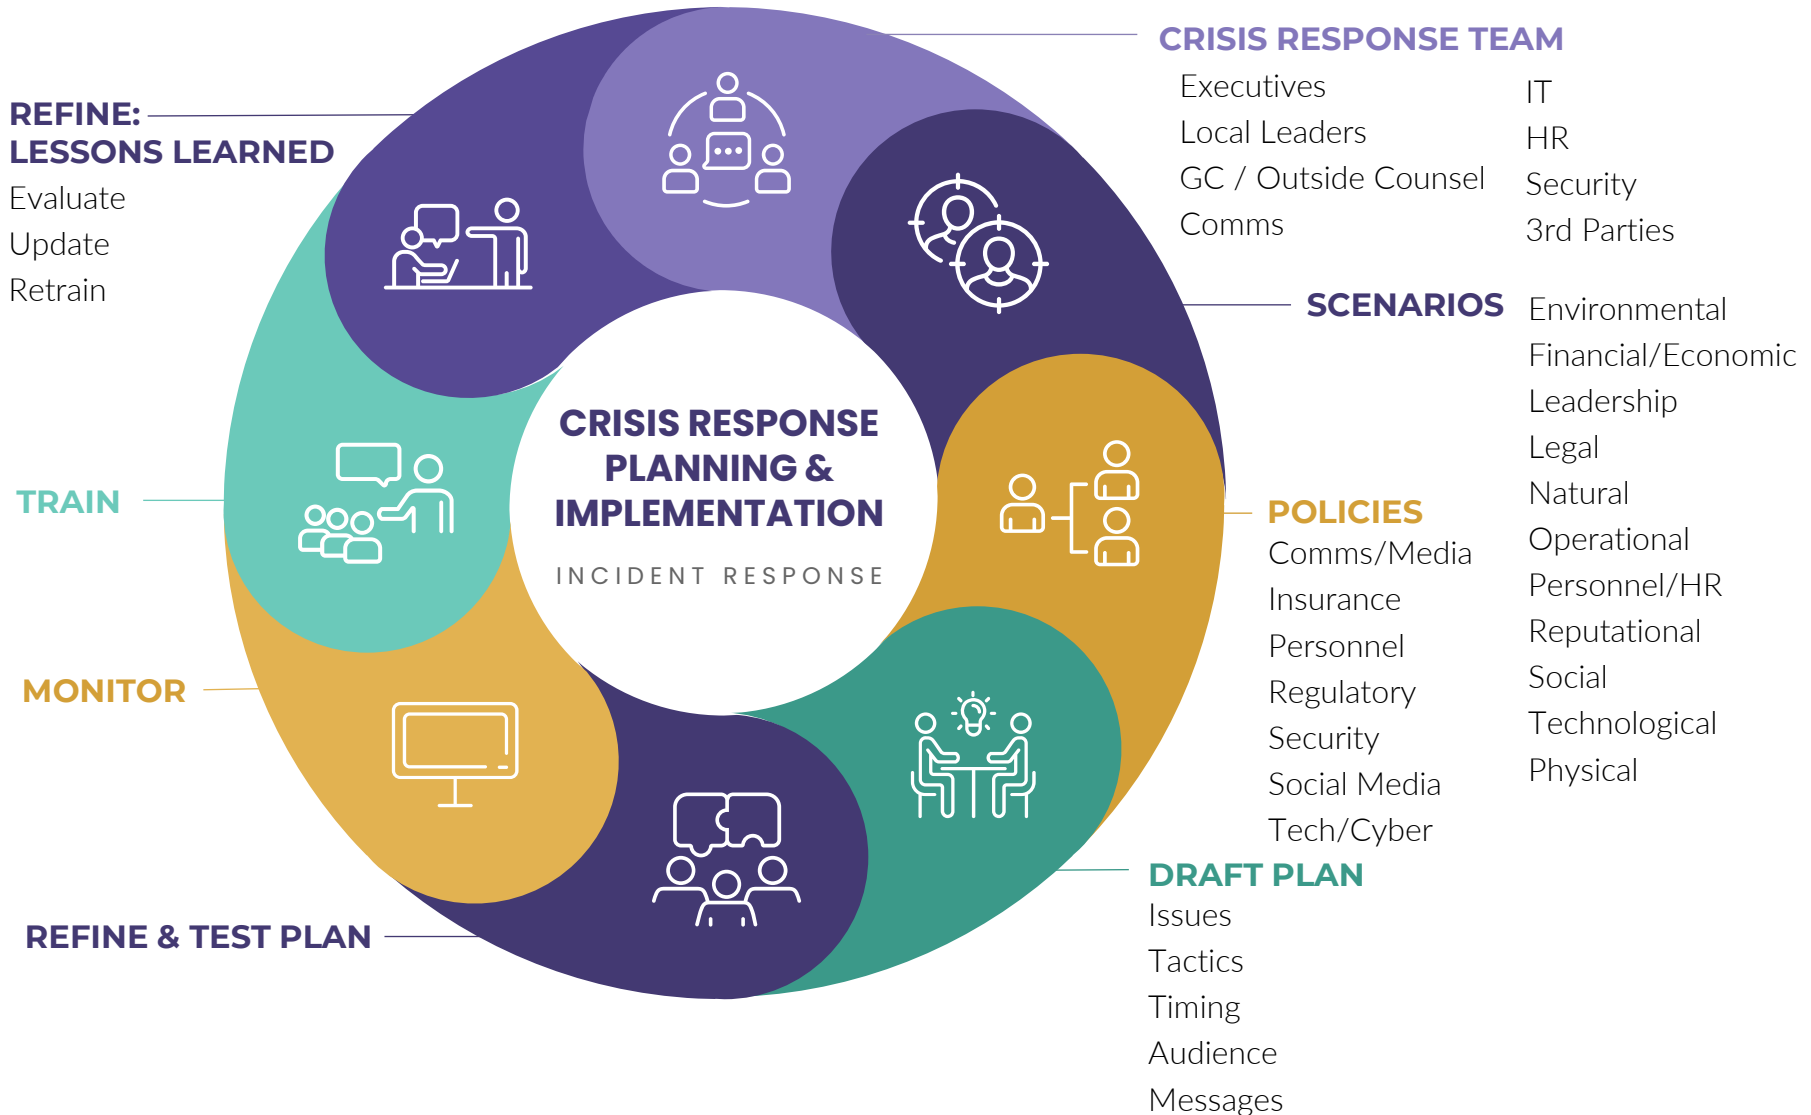 CRISIS RESPONSE TEAM
Executives
Local Leaders
GC / Outside Counsel
Comms
IT
HR
Security
3rd Parties
SCENARIOS
Environmental
Financial/Economic
Leadership
Legal
Natural
Operational
Personnel/HR
Reputational
Social
Technological
Physical
POLICIES
Comms/Media
Insurance
Personnel
Regulatory
Security
Social Media
Tech/Cyber
DRAFT PLAN
Issues
Tactics
Timing
Audience
Messages
REFINE & TEST PLAN
MONITOR
TRAIN
REFINE:
LESSONS LEARNED
Evaluate
Update
Retrain
CRISIS RESPONSE
PLANNING &
IMPLEMENTATION
INCIDENT RESPONSE